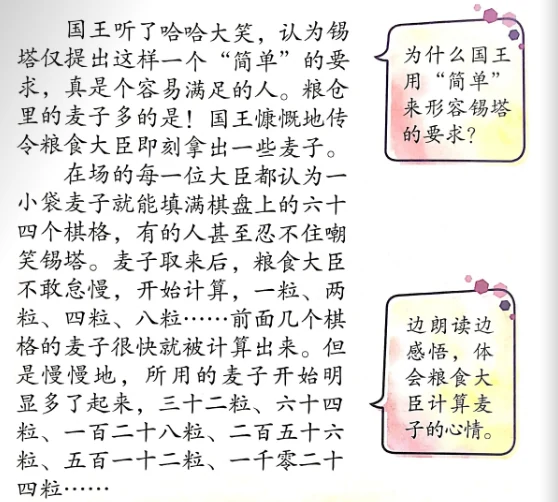 国王听了哈哈大笑，认为锡
塔仅提出这样一个“简单”的要
求，真是个容易满足的人。粮仓
里的麦子多的是！国王慷慨地传
令粮食大臣即刻拿出一些麦子。
在场的每一位大臣都认为一
小袋麦子就能填满棋盘上的六十
四个棋格，有的人甚至忍不住嘲
笑锡塔。麦子取来后，粮食大臣
不敢怠慢，开始计算，一粒、两
粒、四粒、八粒……前面几个棋
格的麦子很快就被计算出来。但
是慢慢地，所用的麦子开始明
显多了起来，三十二粒、六十四
粒、一百二十八粒、二百五十六
粒、五百一十二粒、一千零二十
四粒……
为什么国王
用“简单”
来形容锡塔
的要求？
边朗读边
感悟，体
会粮食大
臣计算麦
子的心情。